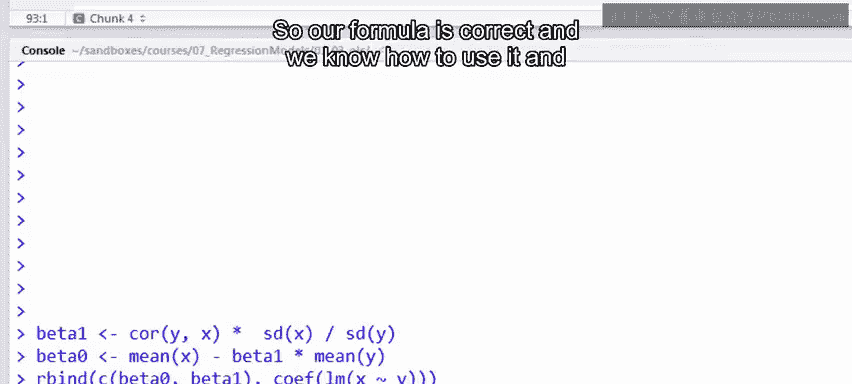 93:1 C Chunk 4
So our formula is correct and
we know how to use it and
Console ~/sandboxes/courses/07_RegressionModels/
>
>
>
>
>
>
>
>
>
>
>
>
> beta1 <- cor(y, x) * sd(x) / sd(y)
> beta0 <- mean(x) - beta1 * mean(y)
> rbind(c(beta0, beta1), coef(lm(x ~ y)))